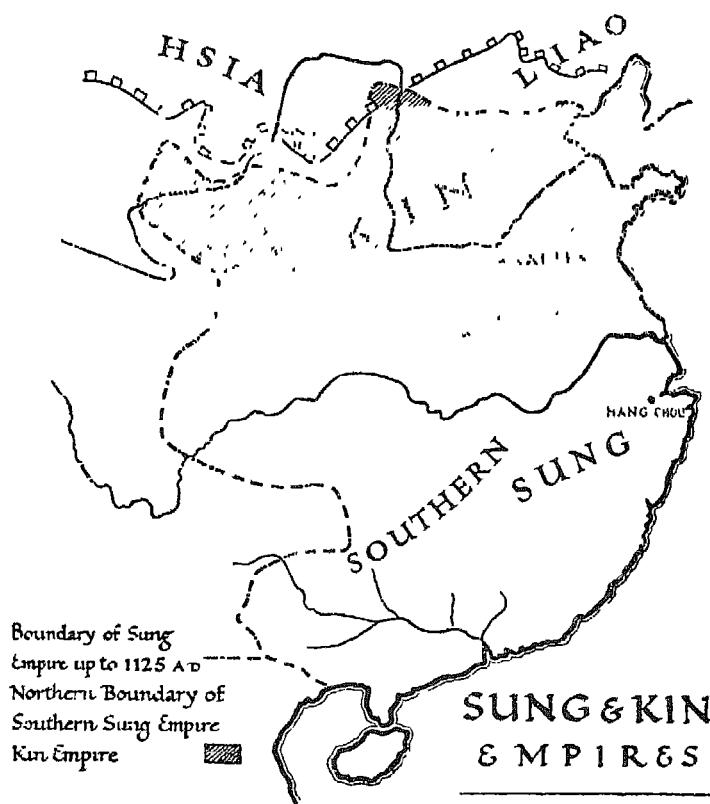 HSIA
LIAO
KIN
HANG CHOU
SOUTHERN
SUNG
Boundary of Sung
Empire up to 1125 AD
Northern Boundary of
Southern Sung Empire
Kin Empire
SUNG & KIN
EMPIRES